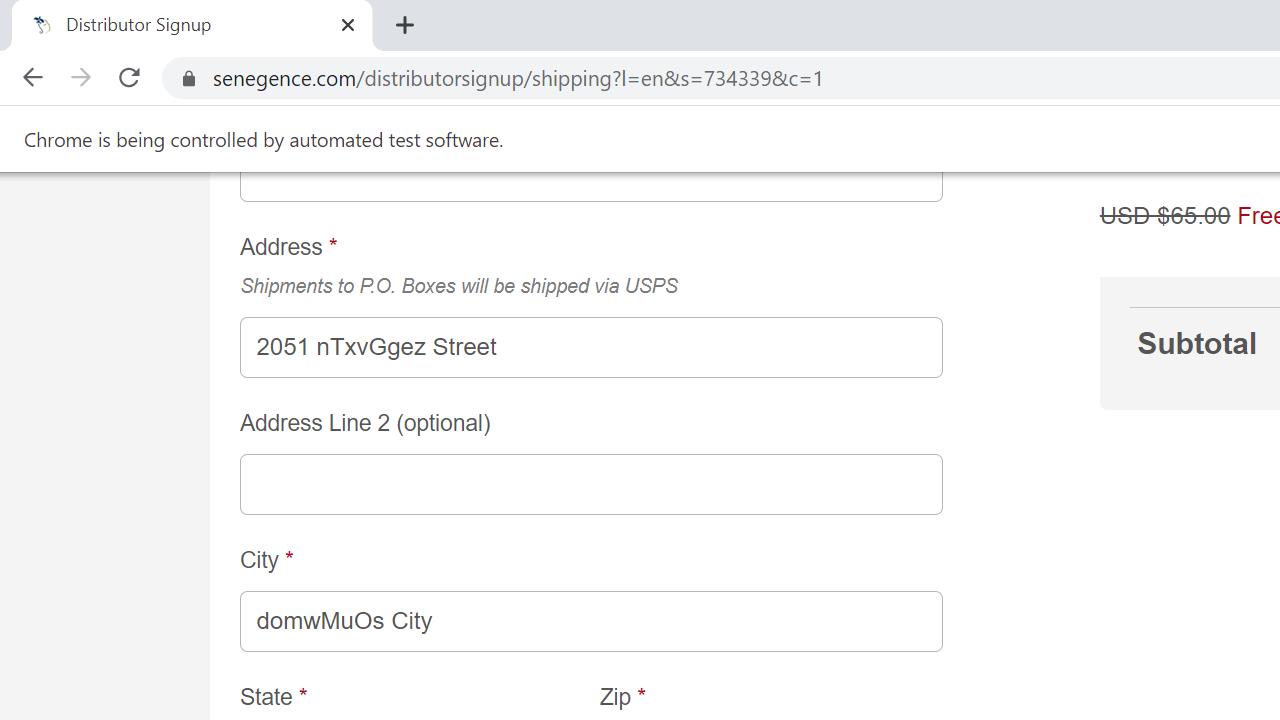 Distributor Signup
senegence.com/distributorsignup/shipping?l=en&s=734339&c=1
Chrome is being controlled by automated test software.
USD $65.00 Free
Address *
Shipments to P.O. Boxes will be shipped via USPS
2051 nTxvGgez Street
Subtotal
Address Line 2 (optional)
City *
domwMuOs City
State * Zip *